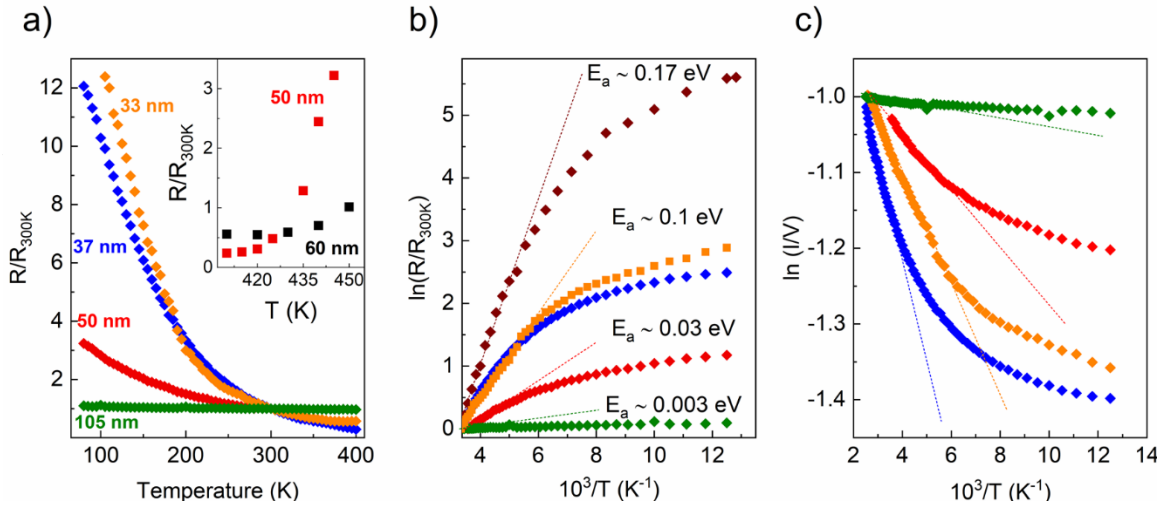 a)
R/R300K
12
10
8
6
4
2
33 nm
37 nm
50 nm
105 nm
100 200 300 400
Temperature (K)
R/R300K
3
2
1
0
50 nm
60 nm
420 435 450
T (K)
b)
ln(R/R300K)
6
5
4
3
2
1
0
Ea ~ 0.17 eV
Ea ~ 0.1 eV
Ea ~ 0.03 eV
Ea ~ 0.003 eV
4 6 8 10 12
10³/T (K⁻¹)
c)
ln (I/V)
-1.0
-1.1
-1.2
-1.3
-1.4
2 4 6 8 10 12 14
10³/T (K⁻¹)